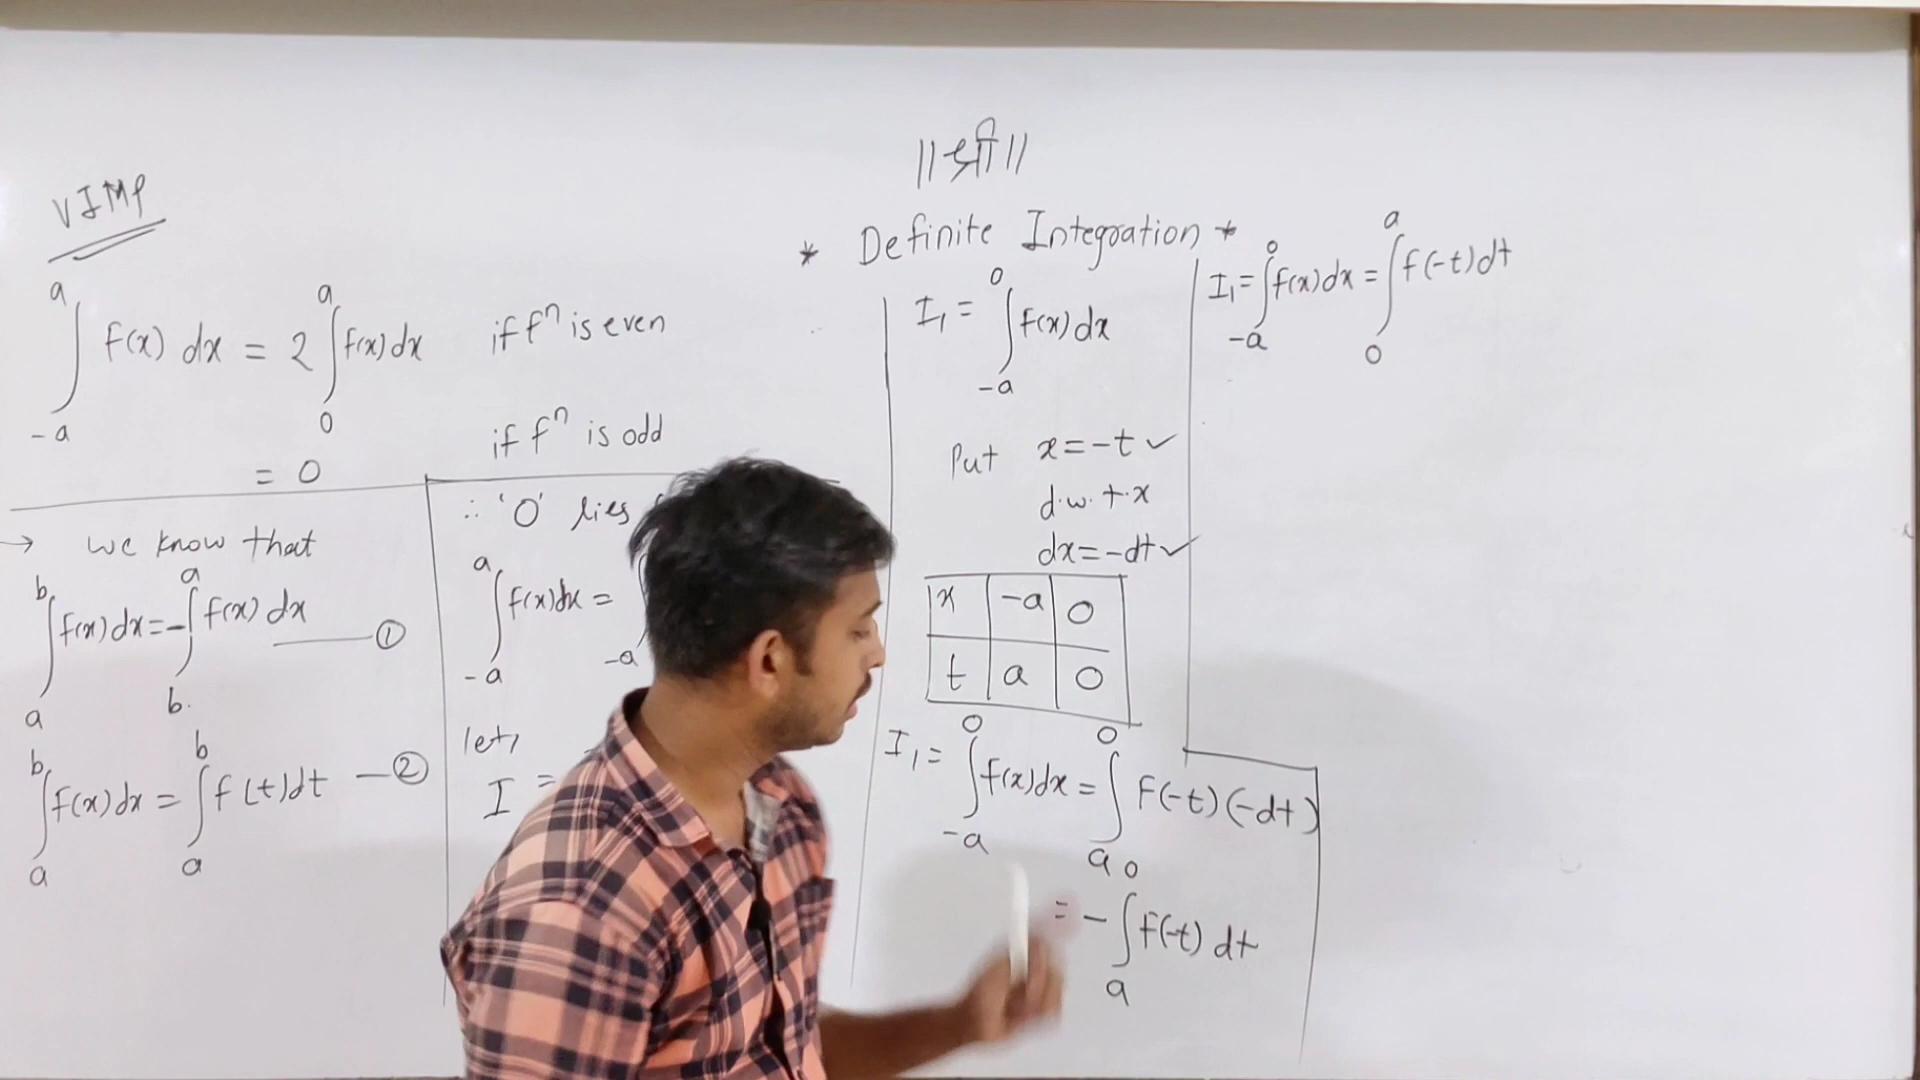 ||श्री||
* Definite Integration *
VIMP
∫_{-a}^{a} f(x) dx = 2 ∫_{0}^{a} f(x) dx if fⁿ is even
= 0 if fⁿ is odd
→ we know that
∫_{a}^{b} f(x) dx = - ∫_{b}^{a} f(x) dx —— ①
∫_{a}^{b} f(x) dx = ∫_{a}^{b} f(t) dt — ②
∴ 'O' lies
∫_{-a}^{a} f(x) dx = ∫_{-a}
let,
I =
I₁ = ∫_{-a}^{0} f(x) dx
Put x = -t ✓
d.w.t.x
dx = -dt ✓
x | -a | 0
t | a | 0
I₁ = ∫_{-a}^{0} f(x) dx = ∫_{a}^{0} f(-t) (-dt)
= - ∫_{a}^{0} f(-t) dt
I₁ = ∫_{-a}^{0} f(x) dx = ∫_{0}^{a} f(-t) dt